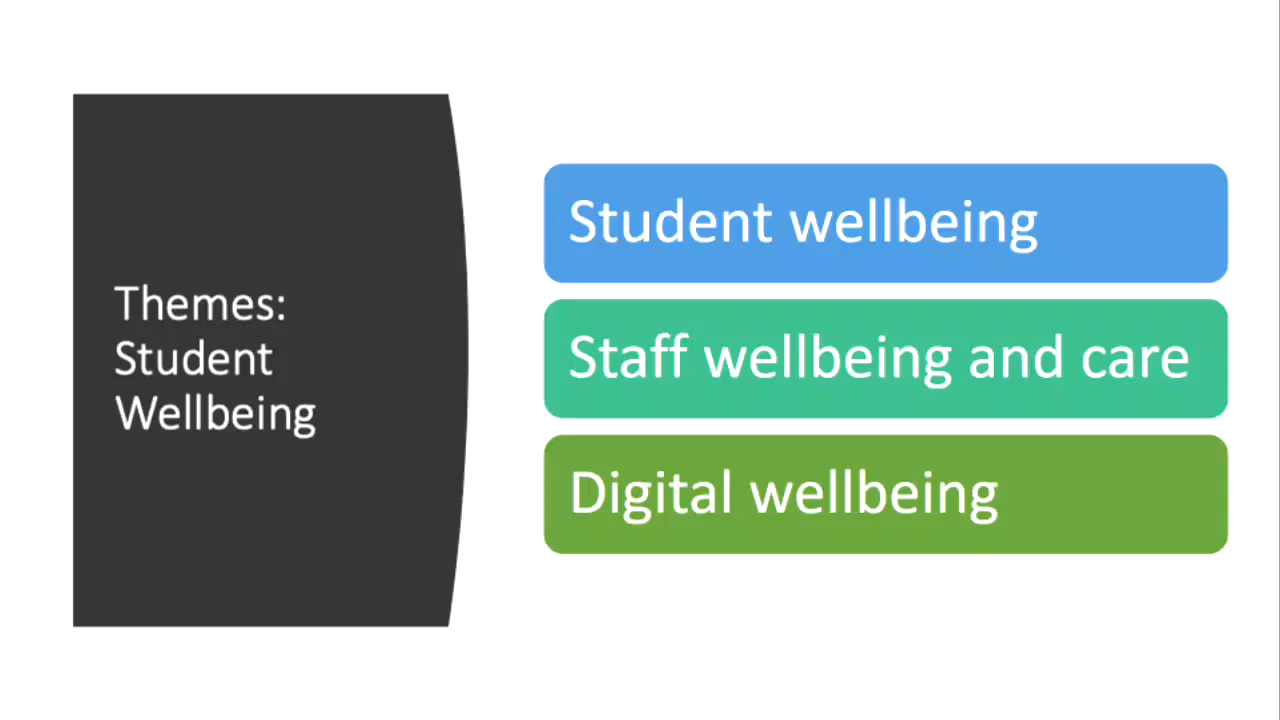 Themes:
Student
Wellbeing
Student wellbeing
Staff wellbeing and care
Digital wellbeing